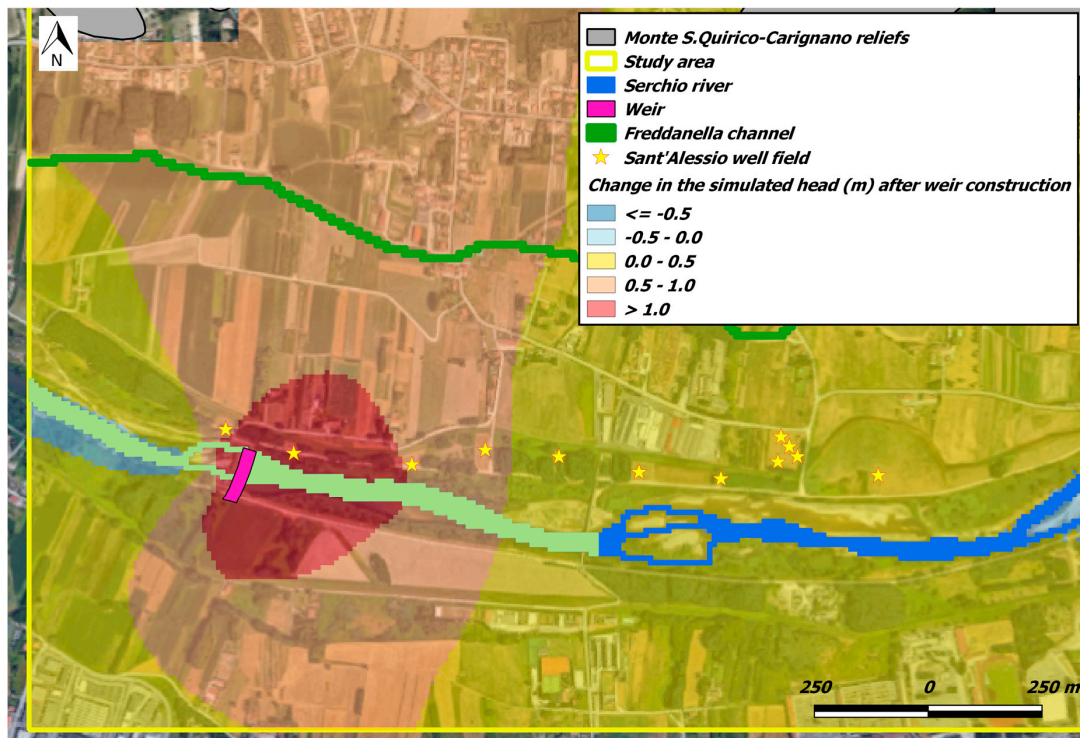 N
Monte S.Quirico-Carignano reliefs
Study area
Serchio river
Weir
Freddanella channel
Sant'Alessio well field
Change in the simulated head (m) after weir construction
<= -0.5
-0.5 - 0.0
0.0 - 0.5
0.5 - 1.0
> 1.0
250 0 250 m